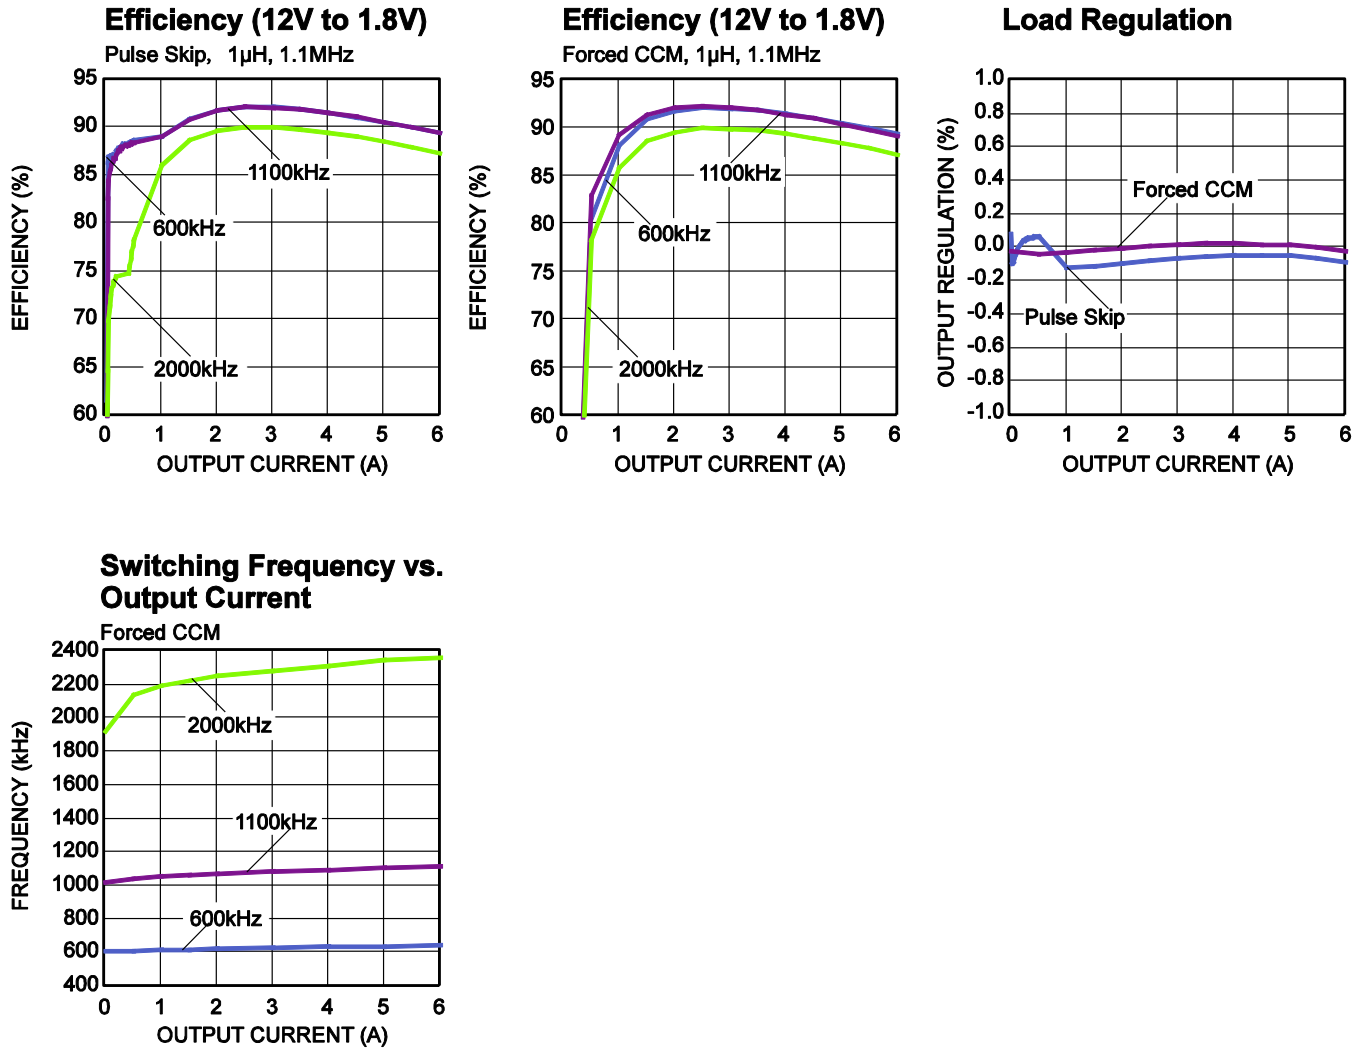 Efficiency (12V to 1.8V)
Pulse Skip, 1µH, 1.1MHz
95
90
85
80
75
70
65
60
EFFICIENCY (%)
1100kHz
600kHz
2000kHz
0 1 2 3 4 5 6
OUTPUT CURRENT (A)
Efficiency (12V to 1.8V)
Forced CCM, 1µH, 1.1MHz
95
90
85
80
75
70
65
60
EFFICIENCY (%)
1100kHz
600kHz
2000kHz
0 1 2 3 4 5 6
OUTPUT CURRENT (A)
Load Regulation
1.0
0.8
0.6
0.4
0.2
0.0
-0.2
-0.4
-0.6
-0.8
-1.0
OUTPUT REGULATION (%)
Forced CCM
Pulse Skip
0 1 2 3 4 5 6
OUTPUT CURRENT (A)
Switching Frequency vs.
Output Current
Forced CCM
2400
2200
2000
1800
1600
1400
1200
1000
800
600
400
FREQUENCY (kHz)
2000kHz
1100kHz
600kHz
0 1 2 3 4 5 6
OUTPUT CURRENT (A)